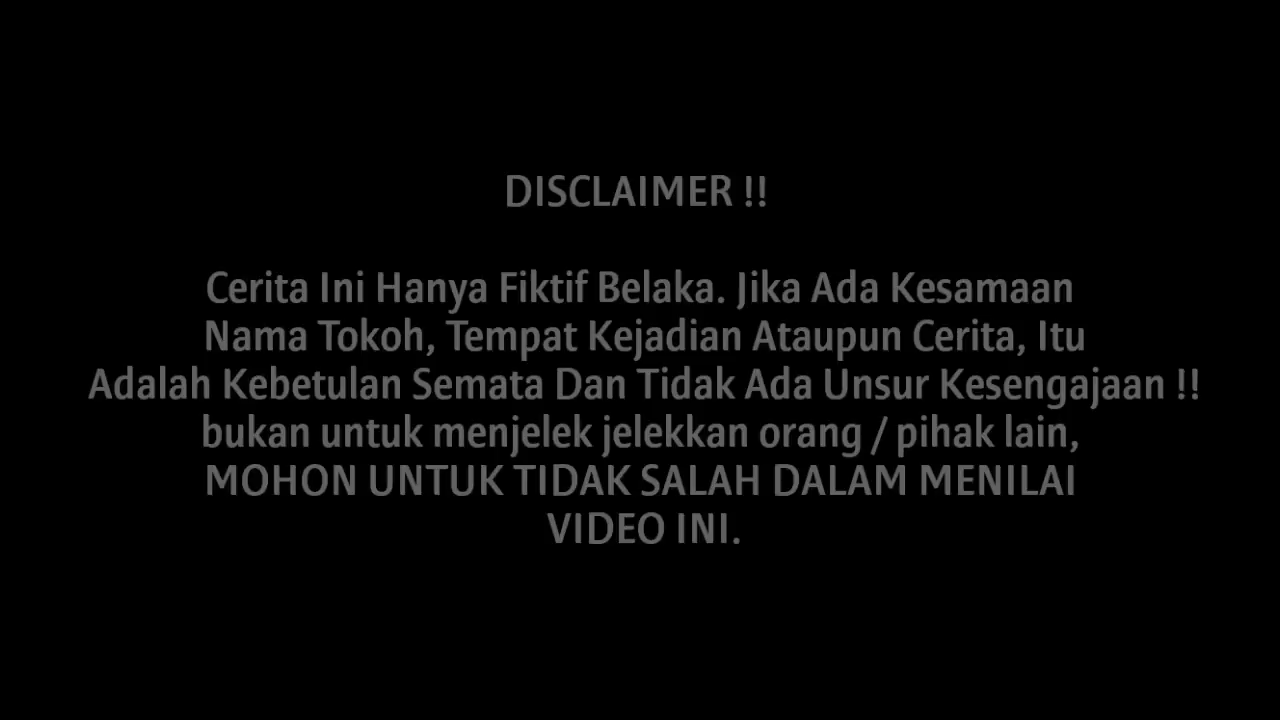 DISCLAIMER !!
Cerita Ini Hanya Fiktif Belaka. Jika Ada Kesamaan
Nama Tokoh, Tempat Kejadian Ataupun Cerita, Itu
Adalah Kebetulan Semata Dan Tidak Ada Unsur Kesengajaan !!
bukan untuk menjelek jelekkan orang / pihak lain,
MOHON UNTUK TIDAK SALAH DALAM MENILAI
VIDEO INI.